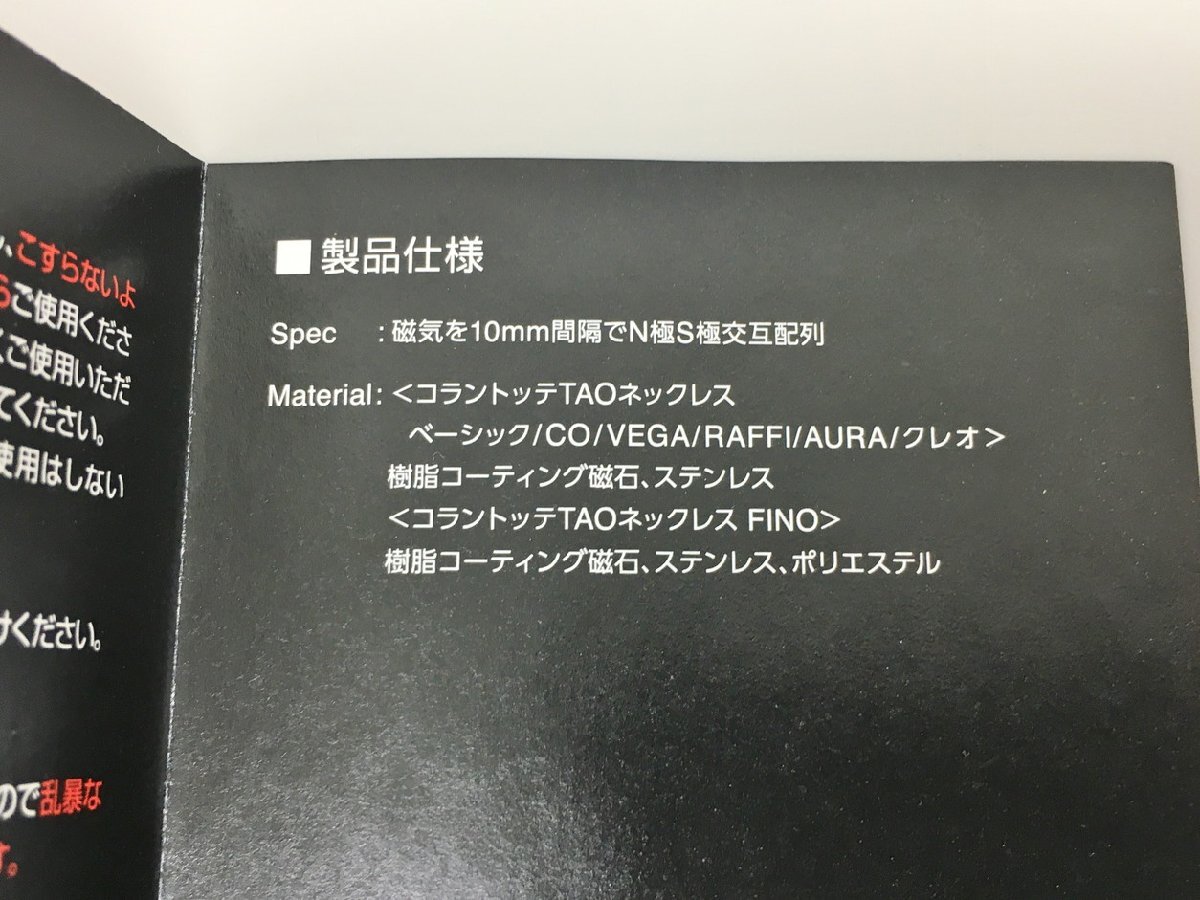 、こすらないよ
らご使用くださ
くご使用いただ
てください。
使用はしない
けください。
ので乱暴な
す。
■製品仕様
Spec :磁気を10mm間隔でN極S極交互配列
Material:<コラントッテTAOネックレス
ベーシック/CO/VEGA/RAFFI/AURA/クレオ>
樹脂コーティング磁石、ステンレス
<コラントッテTAOネックレス FINO>
樹脂コーティング磁石、ステンレス、ポリエステル